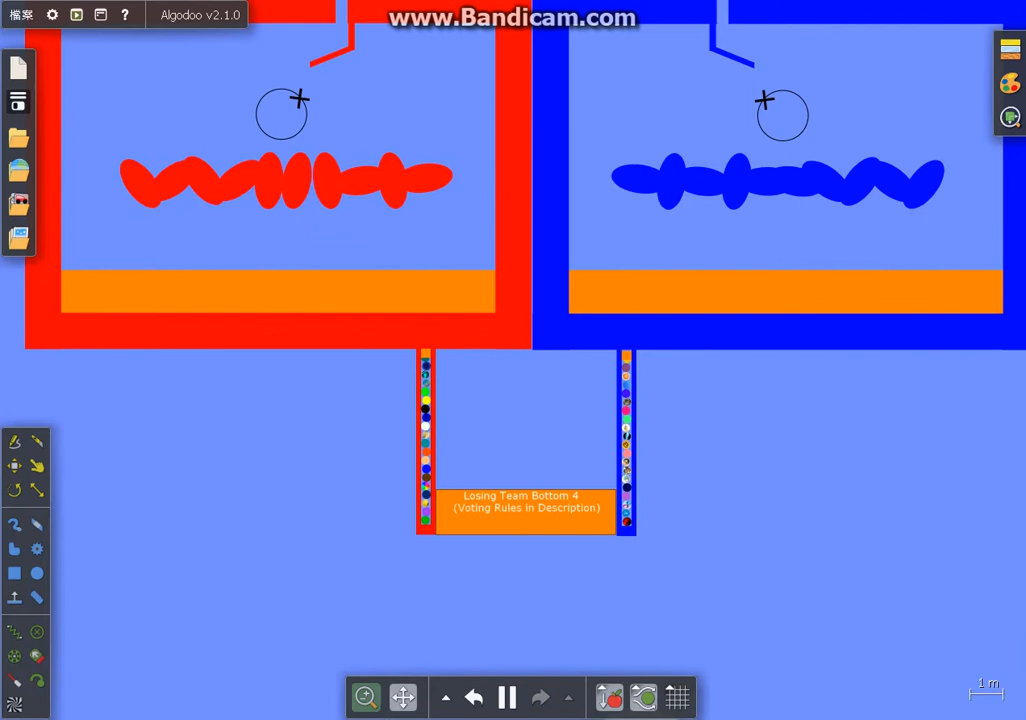 www.Bandicam.com
檔案
?
Algodoo v2.1.0
Losing Team Bottom 4
(Voting Rules in Description)
1 m